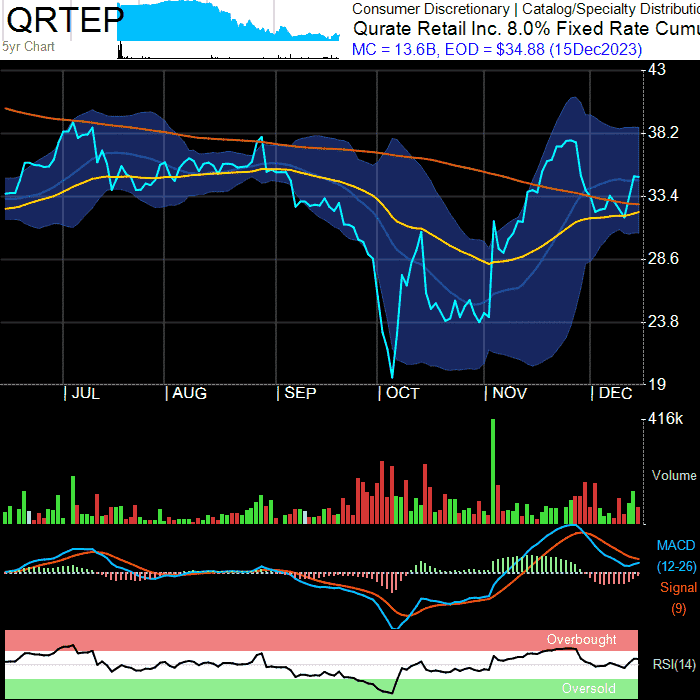 QRTEP
5yr Chart
Consumer Discretionary | Catalog/Specialty Distributio
Qurate Retail Inc. 8.0% Fixed Rate Cumu
MC = 13.6B, EOD = $34.88 (15Dec2023)
43
38.2
33.4
28.6
23.8
19
| JUL | AUG | SEP | OCT | NOV | DEC
416k
Volume
MACD
(12-26)
Signal
(9)
Overbought
RSI(14)
Oversold